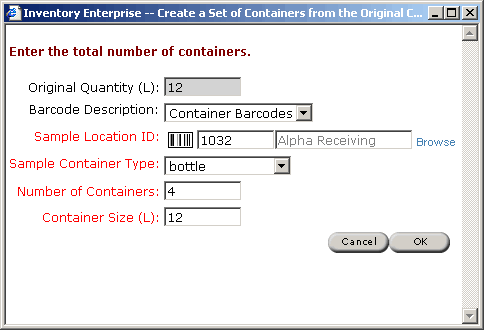 Inventory Enterprise -- Create a Set of Containers from the Original C...
Enter the total number of containers.
Original Quantity (L): 12
Barcode Description: Container Barcodes
Sample Location ID: 1032 Alpha Receiving Browse
Sample Container Type: bottle
Number of Containers: 4
Container Size (L): 12
Cancel OK